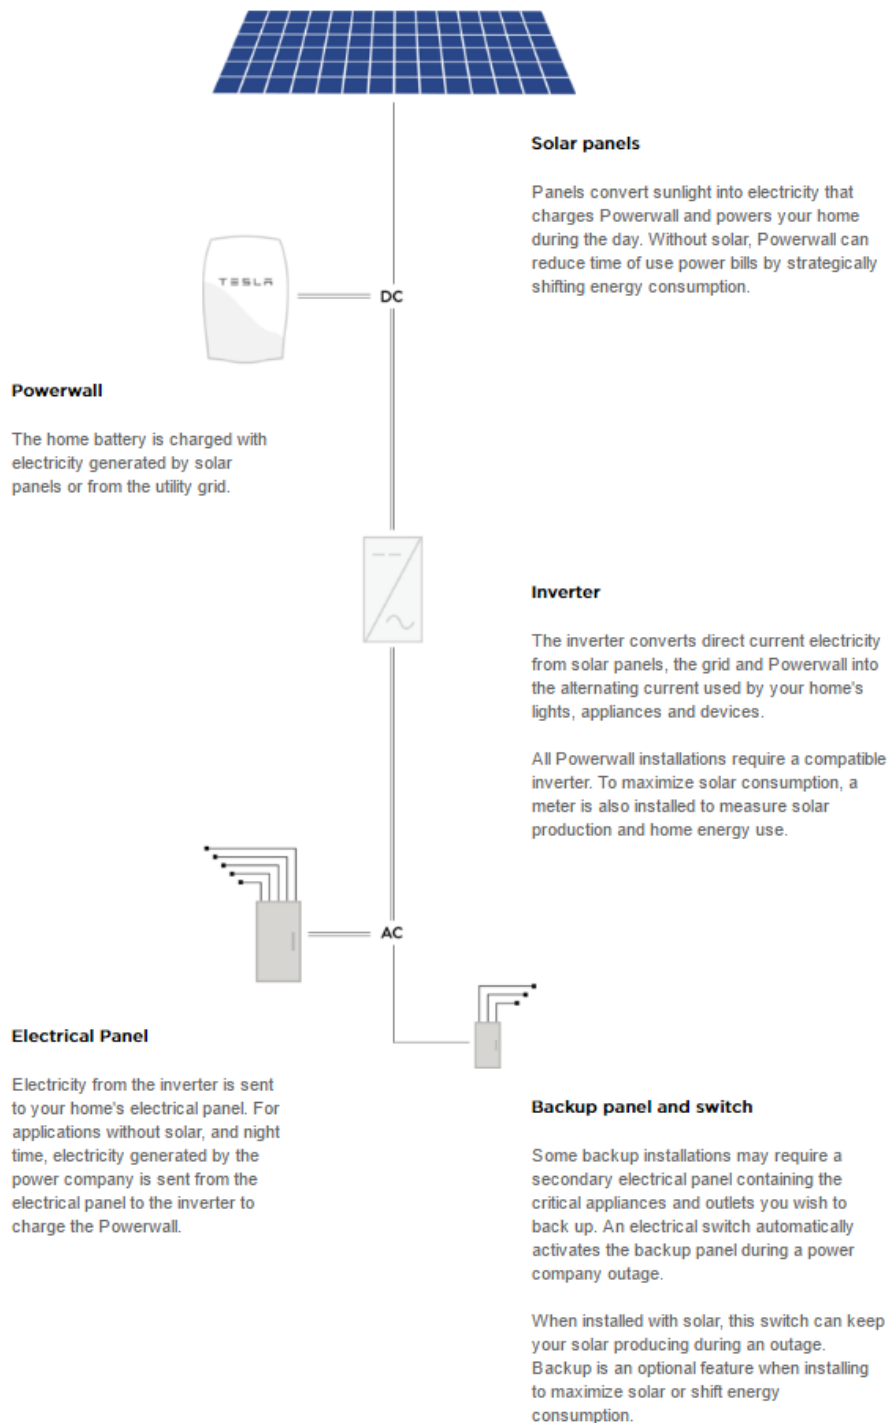 Solar panels
Panels convert sunlight into electricity that
charges Powerwall and powers your home
during the day. Without solar, Powerwall can
reduce time of use power bills by strategically
shifting energy consumption.
TESLA
DC
Powerwall
The home battery is charged with
electricity generated by solar
panels or from the utility grid.
Inverter
The inverter converts direct current electricity
from solar panels, the grid and Powerwall into
the alternating current used by your home's
lights, appliances and devices.
All Powerwall installations require a compatible
inverter. To maximize solar consumption, a
meter is also installed to measure solar
production and home energy use.
AC
Electrical Panel
Electricity from the inverter is sent
to your home's electrical panel. For
applications without solar, and night
time, electricity generated by the
power company is sent from the
electrical panel to the inverter to
charge the Powerwall.
Backup panel and switch
Some backup installations may require a
secondary electrical panel containing the
critical appliances and outlets you wish to
back up. An electrical switch automatically
activates the backup panel during a power
company outage.
When installed with solar, this switch can keep
your solar producing during an outage.
Backup is an optional feature when installing
to maximize solar or shift energy
consumption.